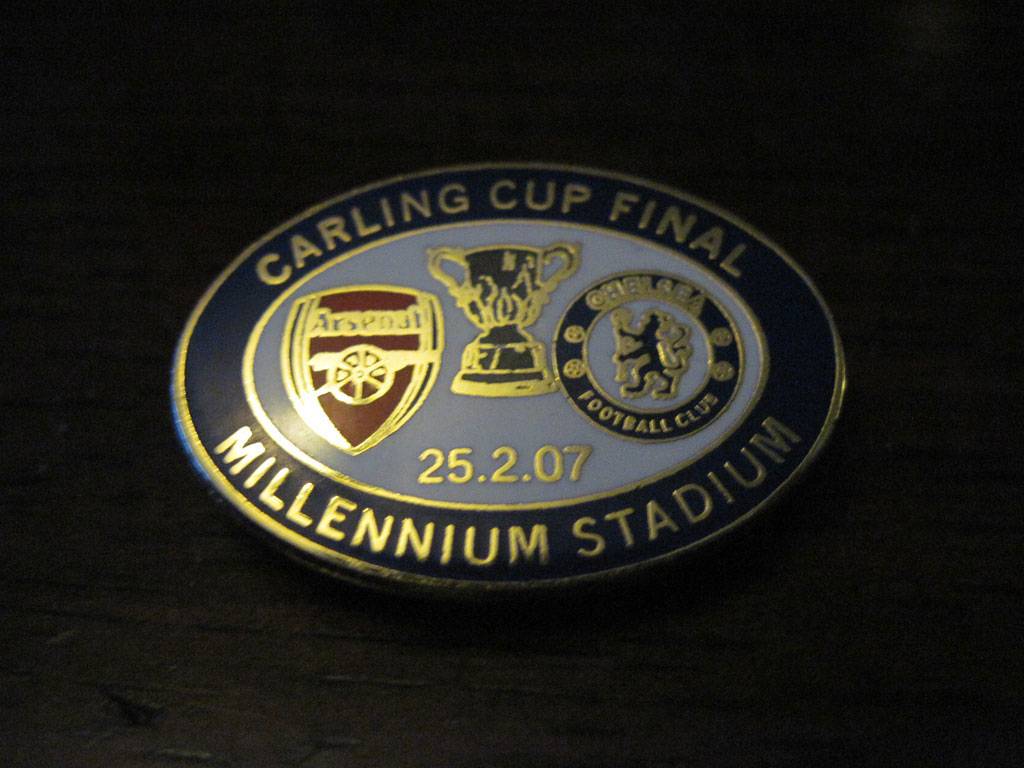 CARLING CUP FINAL
Arsenal
CHELSEA
FOOTBALL CLUB
25.2.07
MILLENNIUM STADIUM